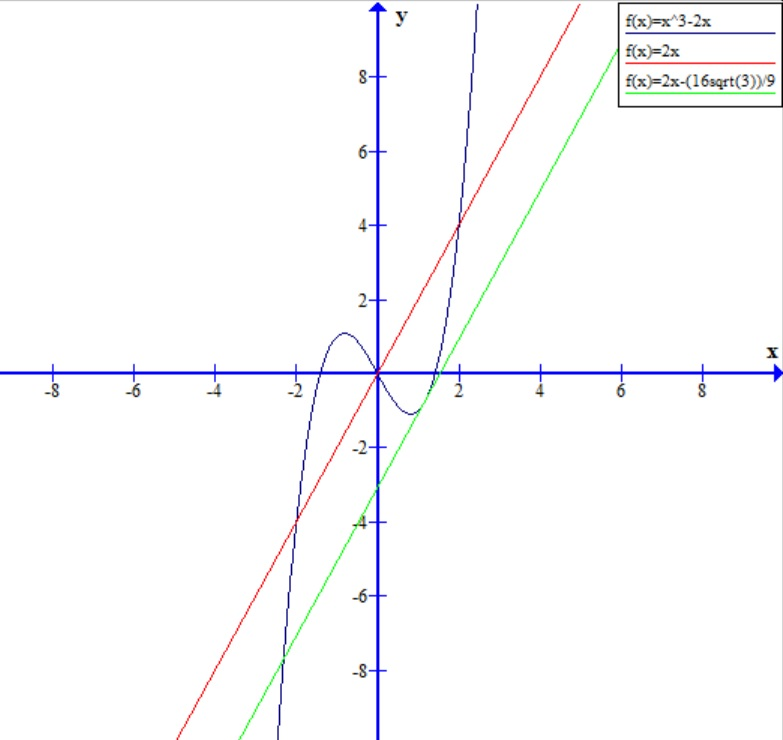 y
f(x)=x^3-2x
f(x)=2x
f(x)=2x-(16sqrt(3))/9
8
6
4
2
x
-8 -6 -4 -2 2 4 6 8
-2
-4
-6
-8